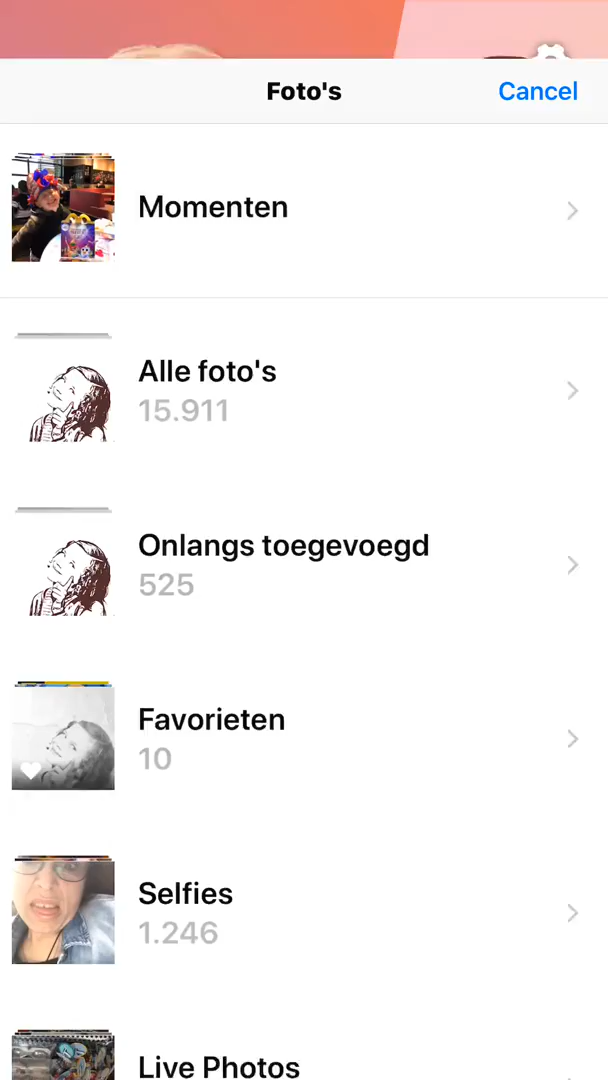 Foto's
Cancel
Momenten
Alle foto's
15.911
Onlangs toegevoegd
525
Favorieten
10
Selfies
1.246
Live Photos